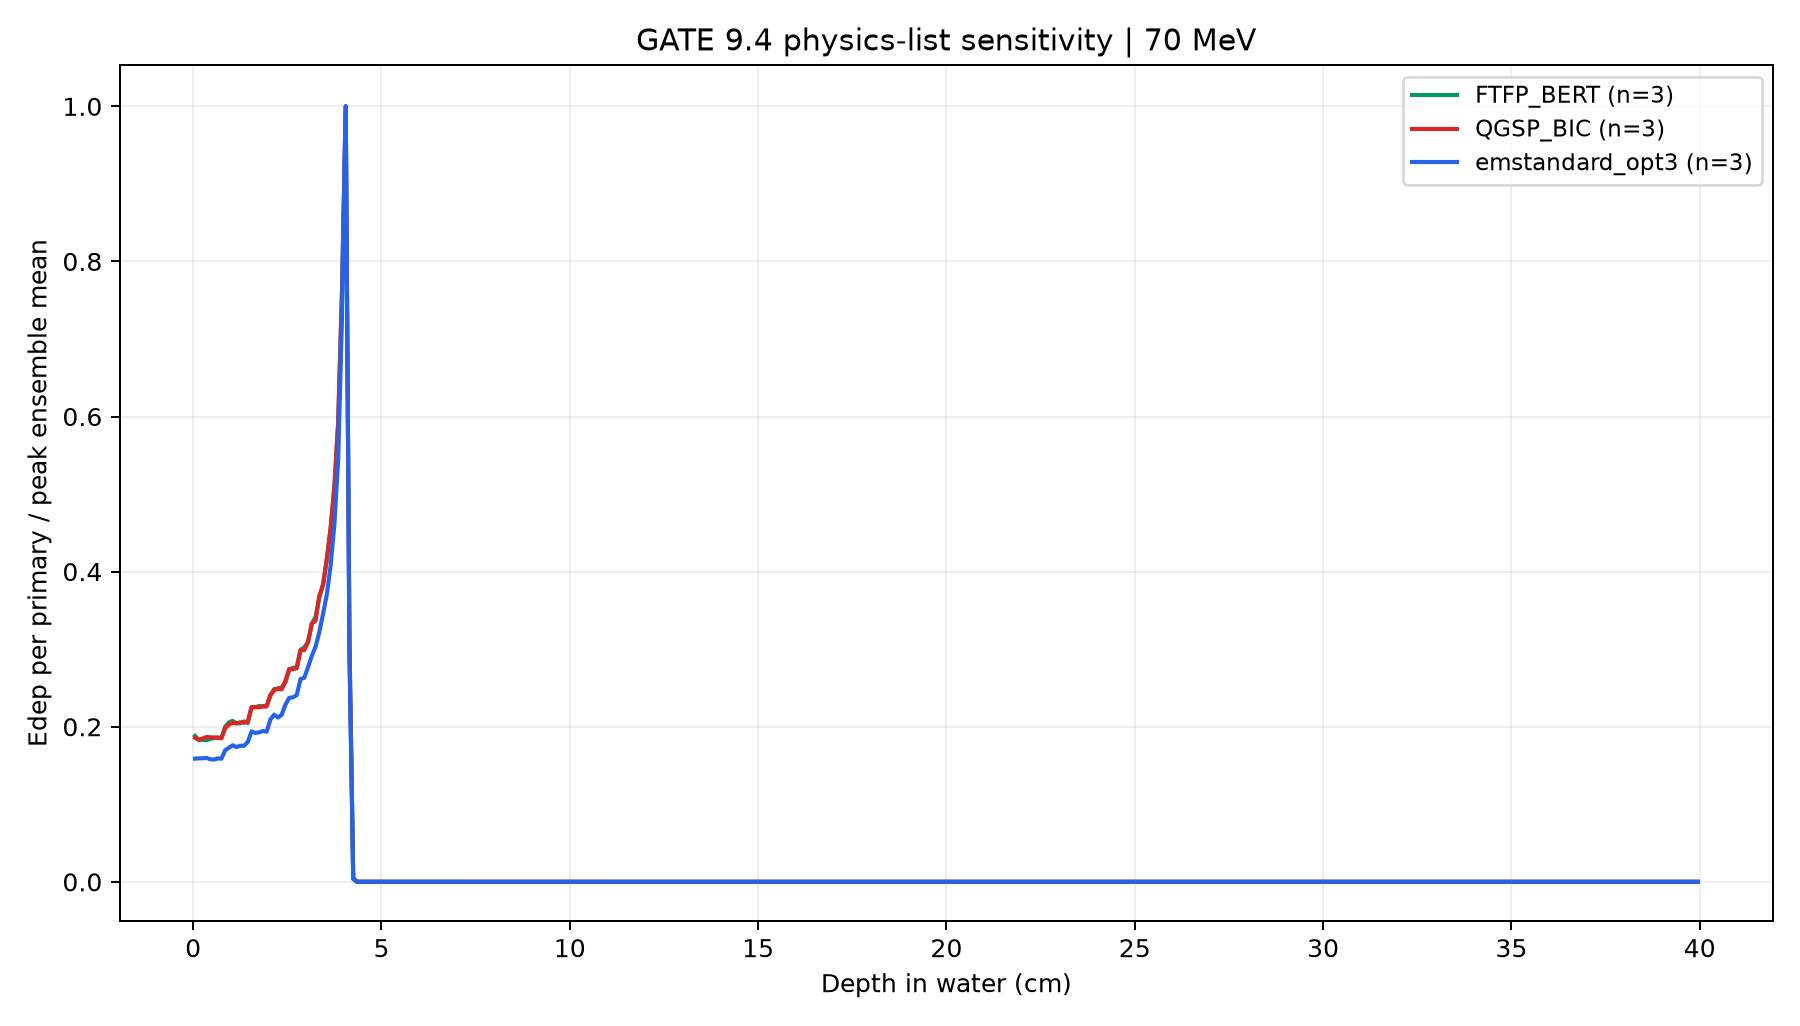 GATE 9.4 physics-list sensitivity | 70 MeV
FTFP_BERT (n=3)
QGSP_BIC (n=3)
emstandard_opt3 (n=3)
Edep per primary / peak ensemble mean
1.0
0.8
0.6
0.4
0.2
0.0
0 5 10 15 20 25 30 35 40
Depth in water (cm)